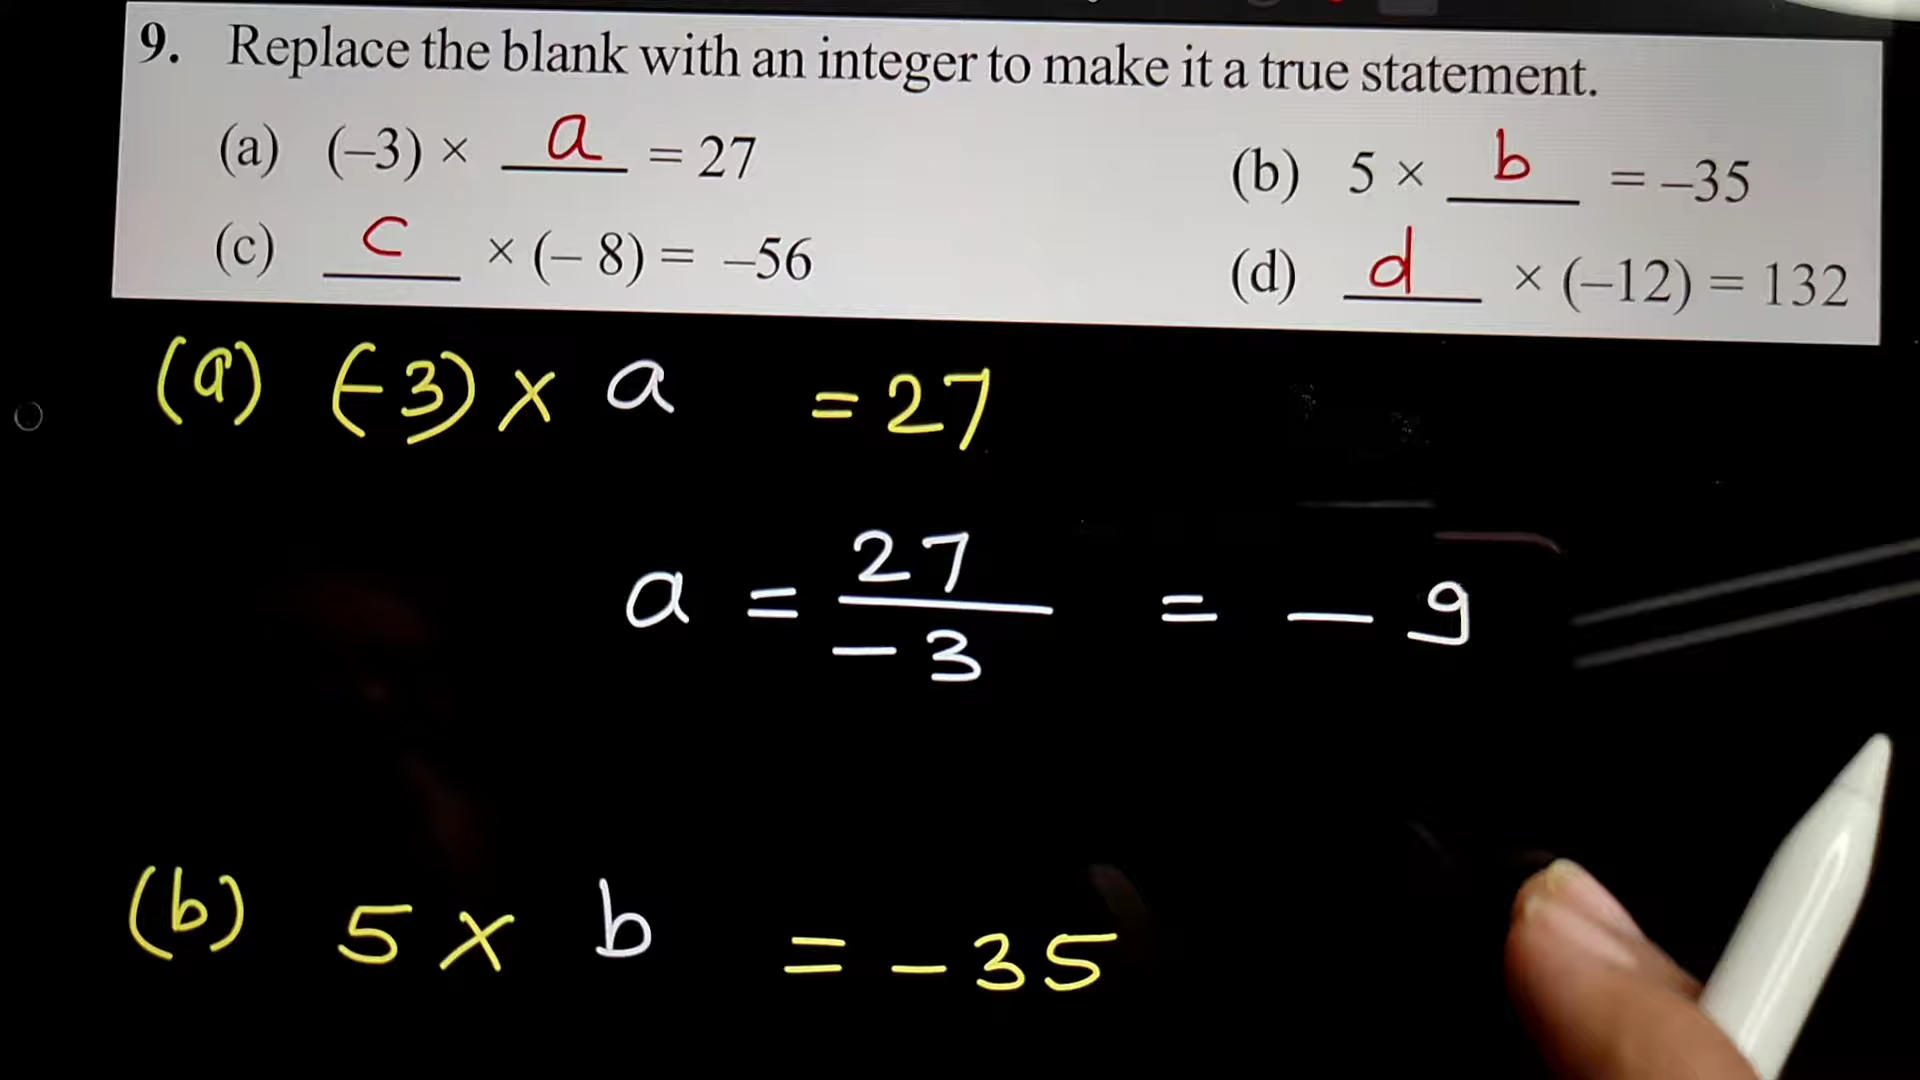 9. Replace the blank with an integer to make it a true statement.
(a) (–3) × a = 27 (b) 5 × b = –35
(c) c × (– 8) = –56 (d) d × (–12) = 132
(a) (-3) × a = 27
a = 27/-3 = - 9
(b) 5 × b = - 35